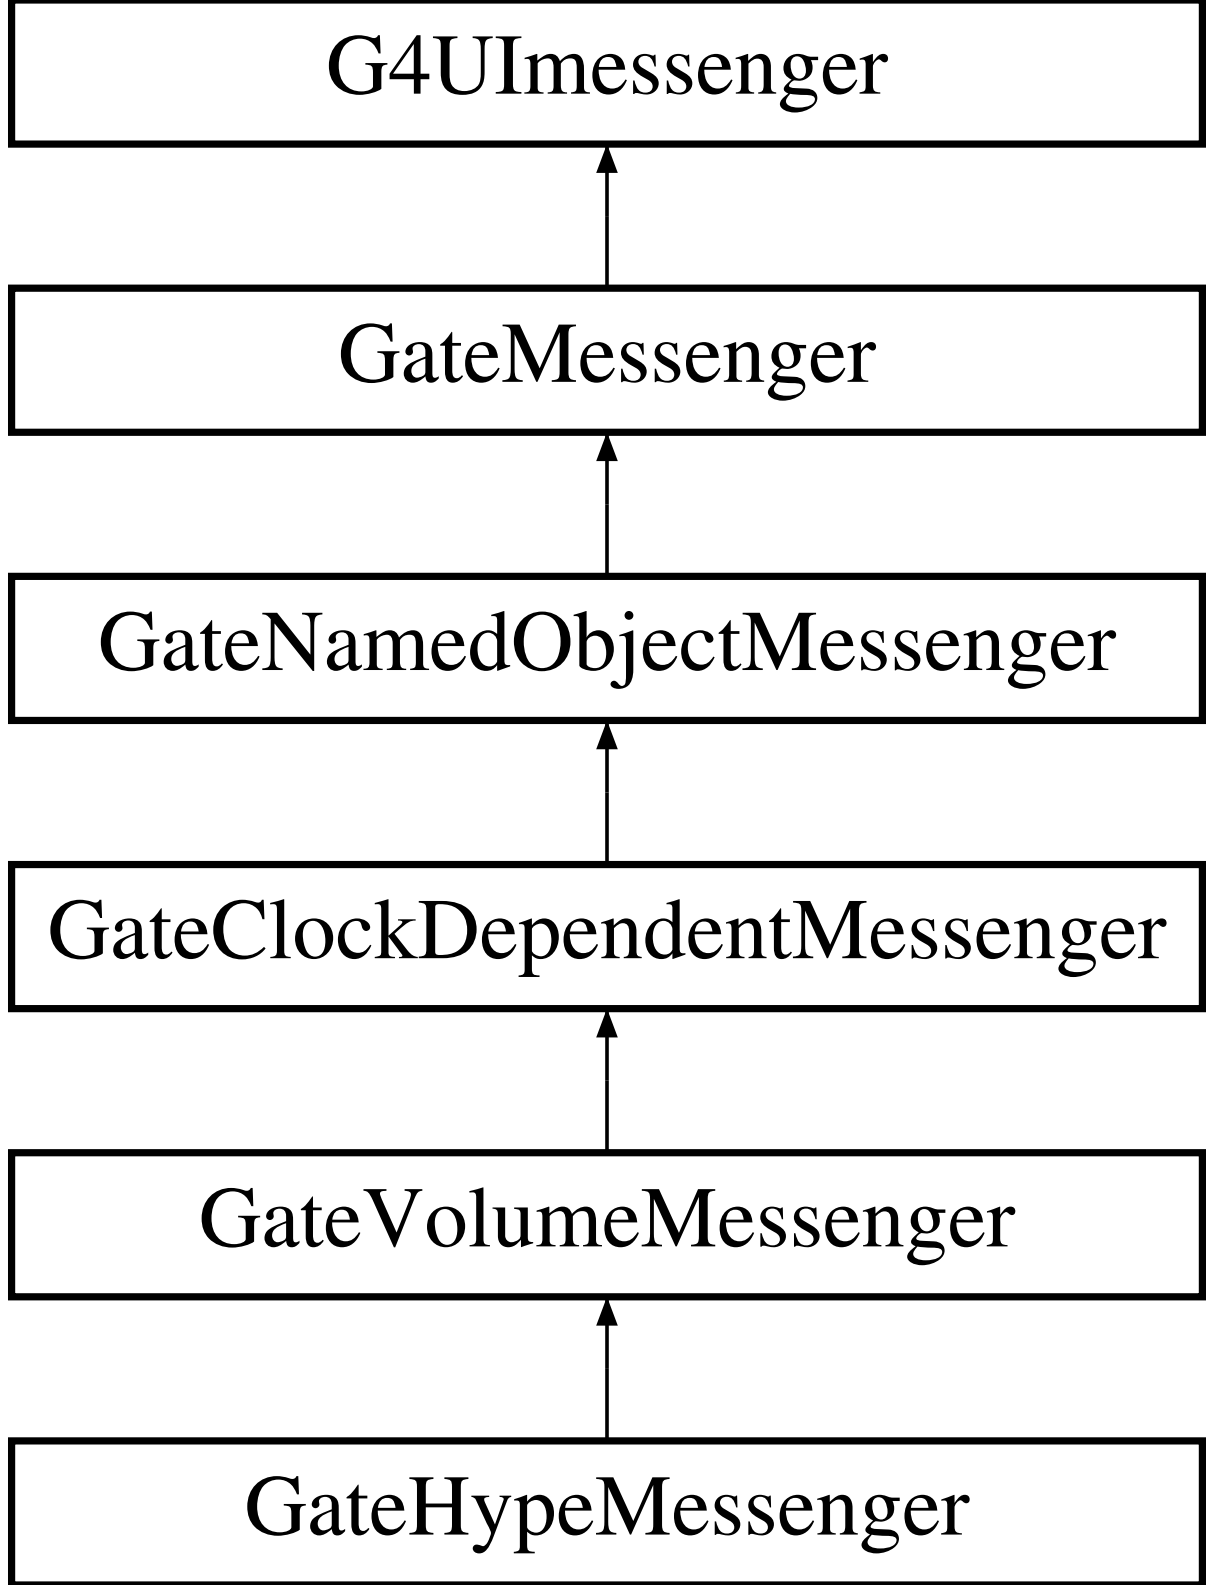 G4UImessenger
GateMessenger
GateNamedObjectMessenger
GateClockDependentMessenger
GateVolumeMessenger
GateHypeMessenger